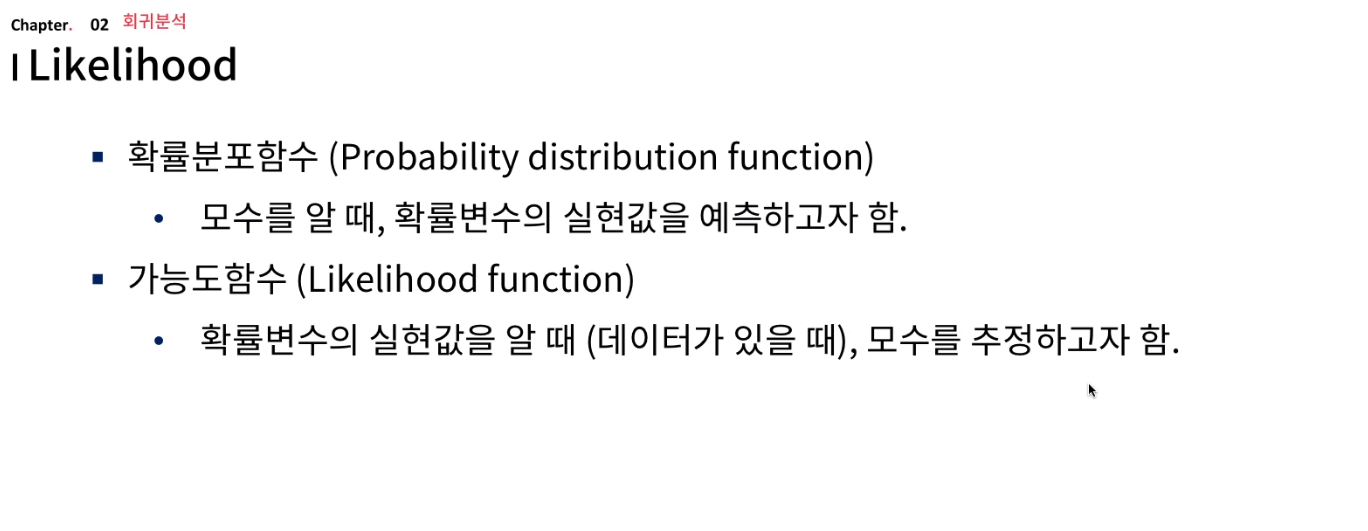 Chapter. 02 회귀분석
Likelihood
▪ 확률분포함수 (Probability distribution function)
• 모수를 알 때, 확률변수의 실현값을 예측하고자 함.
▪ 가능도함수 (Likelihood function)
• 확률변수의 실현값을 알 때 (데이터가 있을 때), 모수를 추정하고자 함.